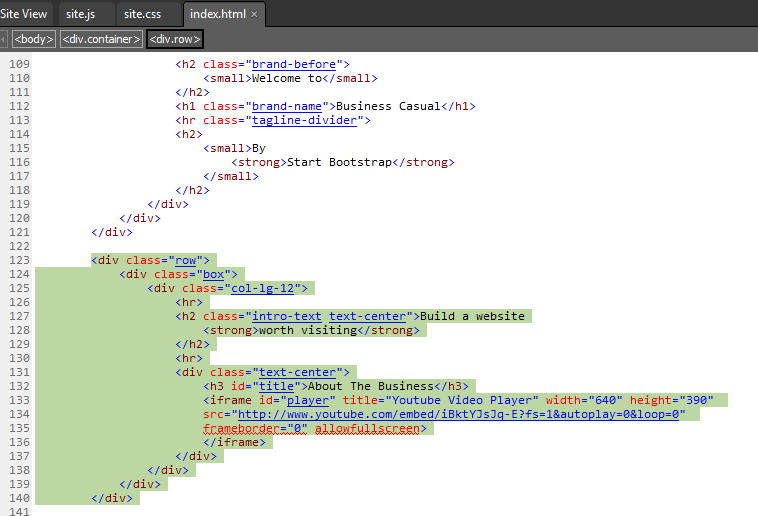 Site View site.js site.css index.html ×
<body> <div.container> <div.row>
109 <h2 class="brand-before">
110 <small>Welcome to</small>
111 </h2>
112 <h1 class="brand-name">Business Casual</h1>
113 <hr class="tagline-divider">
114 <h2>
115 <small>By
116 <strong>Start Bootstrap</strong>
117 </small>
118 </h2>
119 </div>
120 </div>
121 </div>
122
123 <div class="row">
124 <div class="box">
125 <div class="col-lg-12">
126 <hr>
127 <h2 class="intro-text text-center">Build a website
128 <strong>worth visiting</strong>
129 </h2>
130 <hr>
131 <div class="text-center">
132 <h3 id="title">About The Business</h3>
133 <iframe id="player" title="Youtube Video Player" width="640" height="390"
134 src="http://www.youtube.com/embed/iBktYJsJq-E?fs=1&autoplay=0&loop=0"
135 frameborder="0" allowfullscreen>
136 </iframe>
137 </div>
138 </div>
139 </div>
140 </div>
141